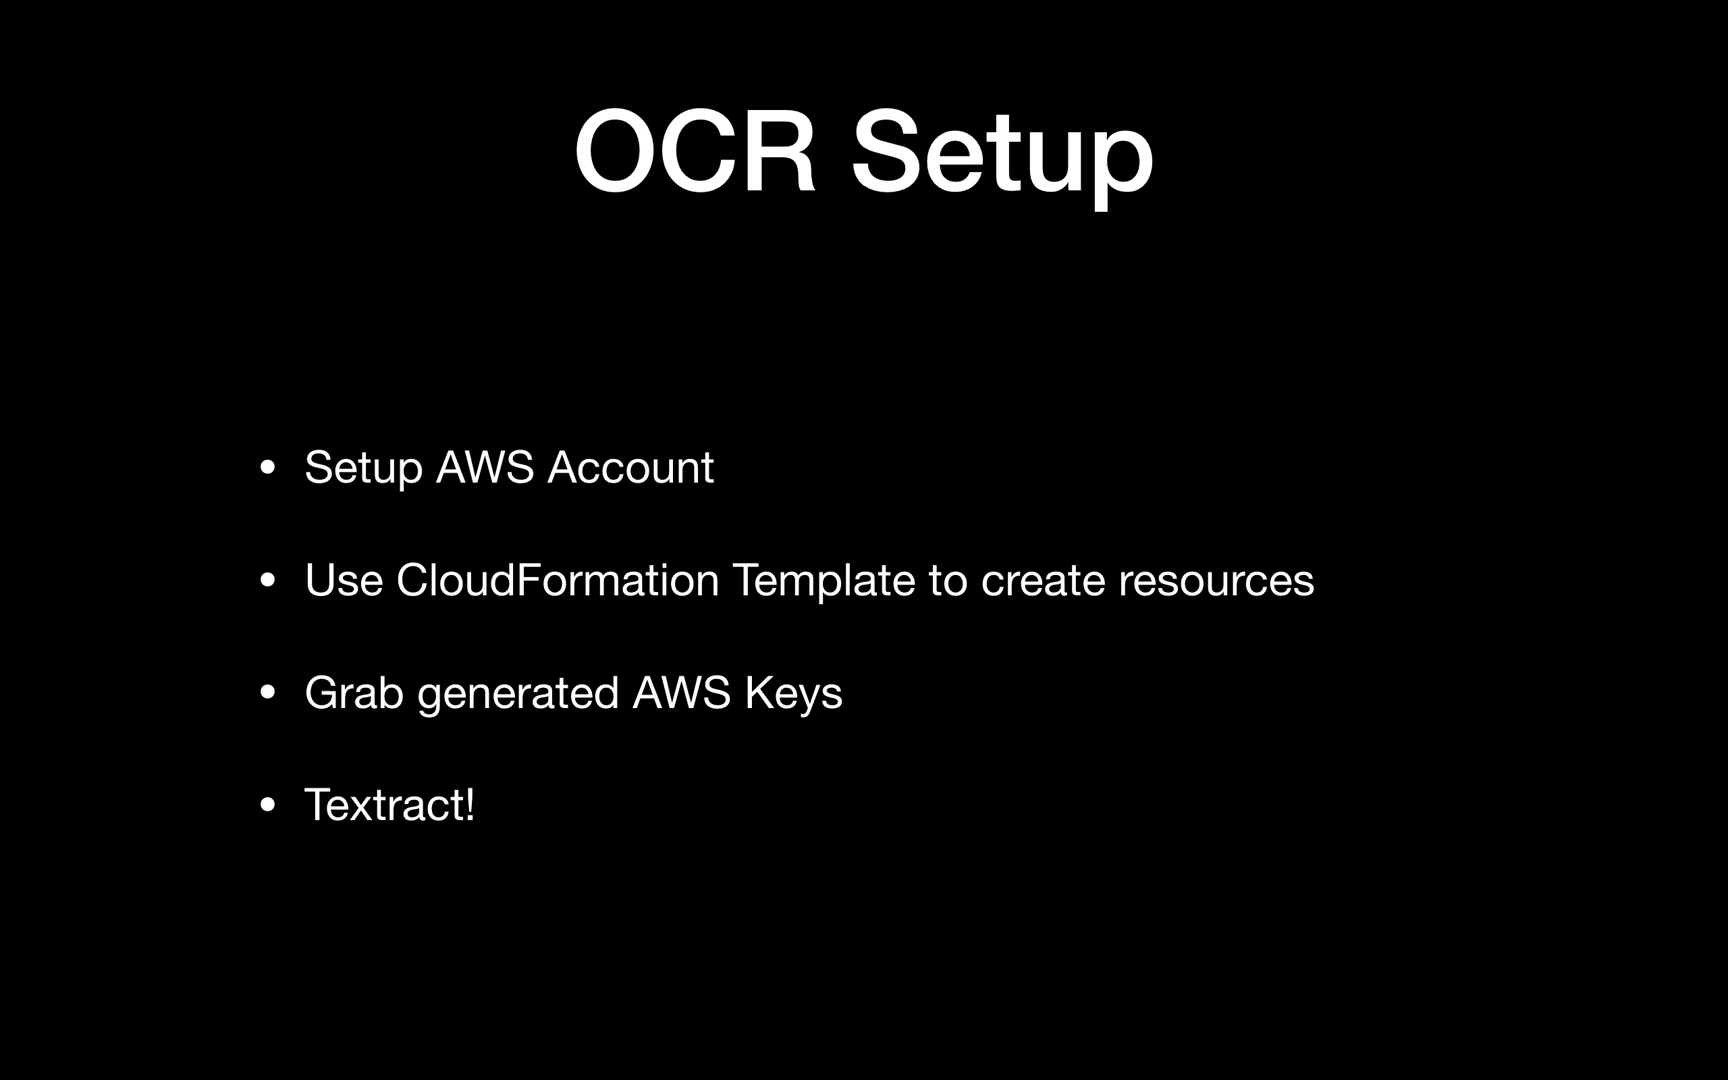 OCR Setup
• Setup AWS Account
• Use CloudFormation Template to create resources
• Grab generated AWS Keys
• Textract!